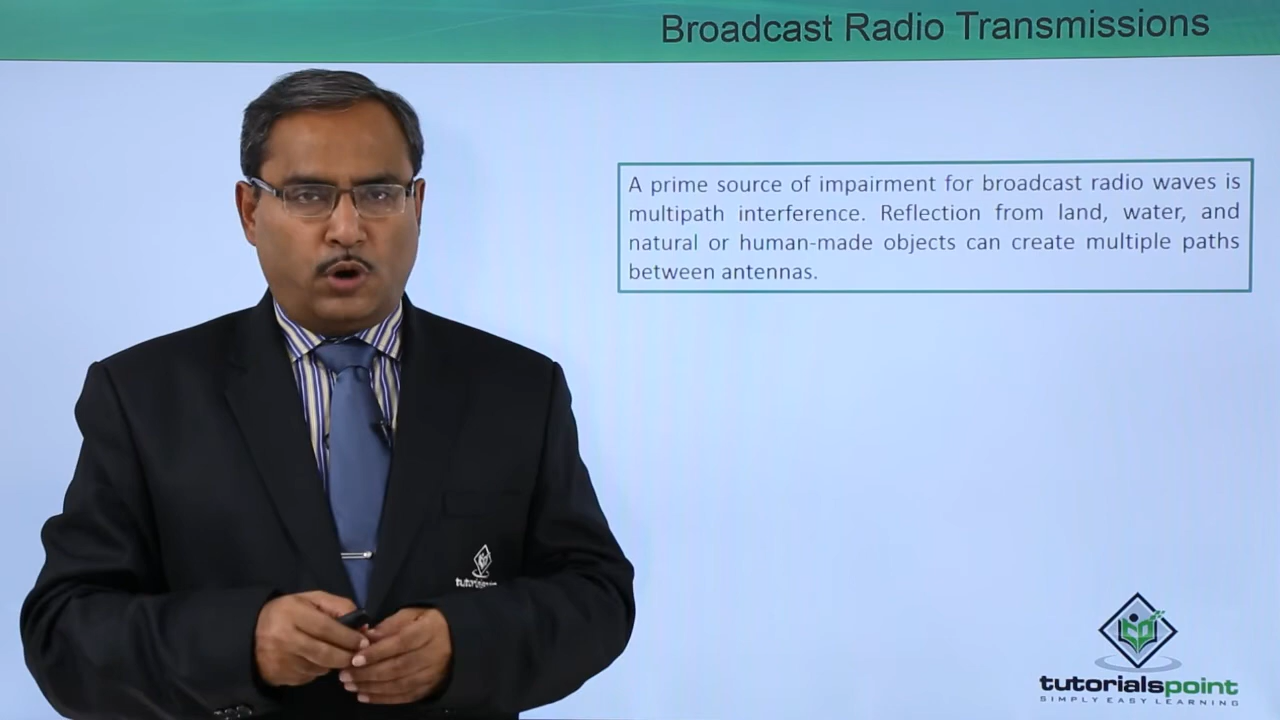 Broadcast Radio Transmissions
A prime source of impairment for broadcast radio waves is
multipath interference. Reflection from land, water, and
natural or human-made objects can create multiple paths
between antennas.
tutorialspoint
SIMPLY EASY LEARNING